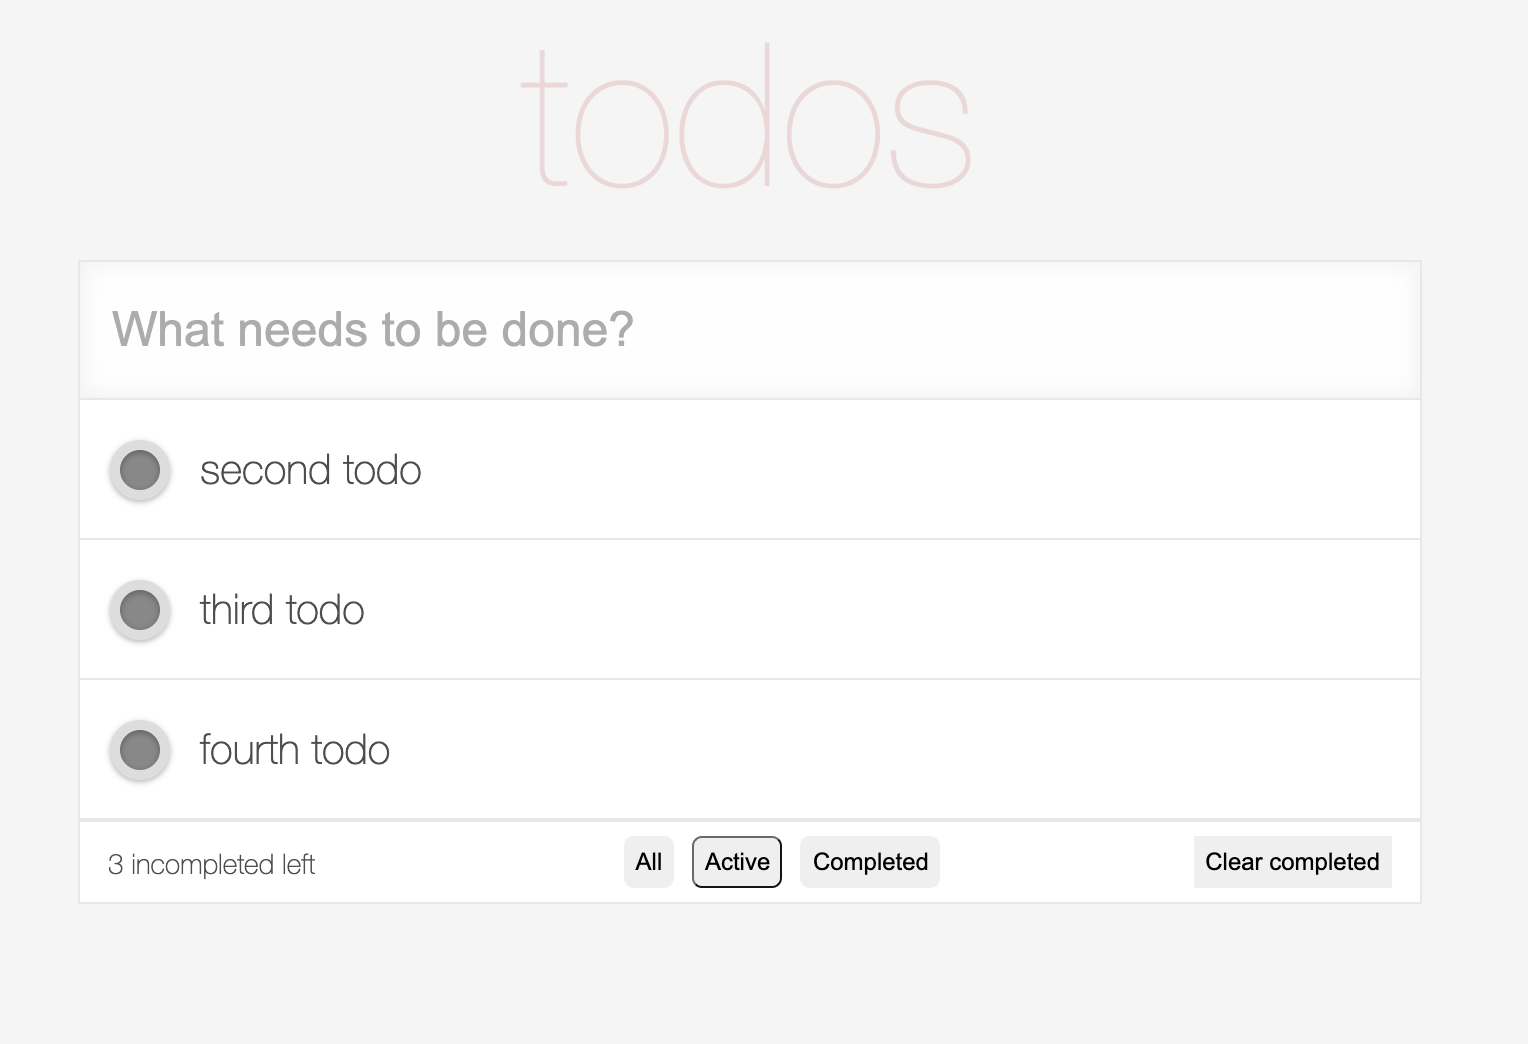 todos
What needs to be done?
second todo
third todo
fourth todo
3 incompleted left All Active Completed Clear completed